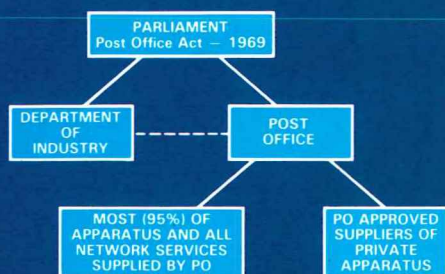 PARLIAMENT
Post Office Act — 1969
DEPARTMENT
OF
INDUSTRY
POST
OFFICE
MOST (95%) OF
APPARATUS AND ALL
NETWORK SERVICES
SUPPLIED BY PO
PO APPROVED
SUPPLIERS OF
PRIVATE
APPARATUS